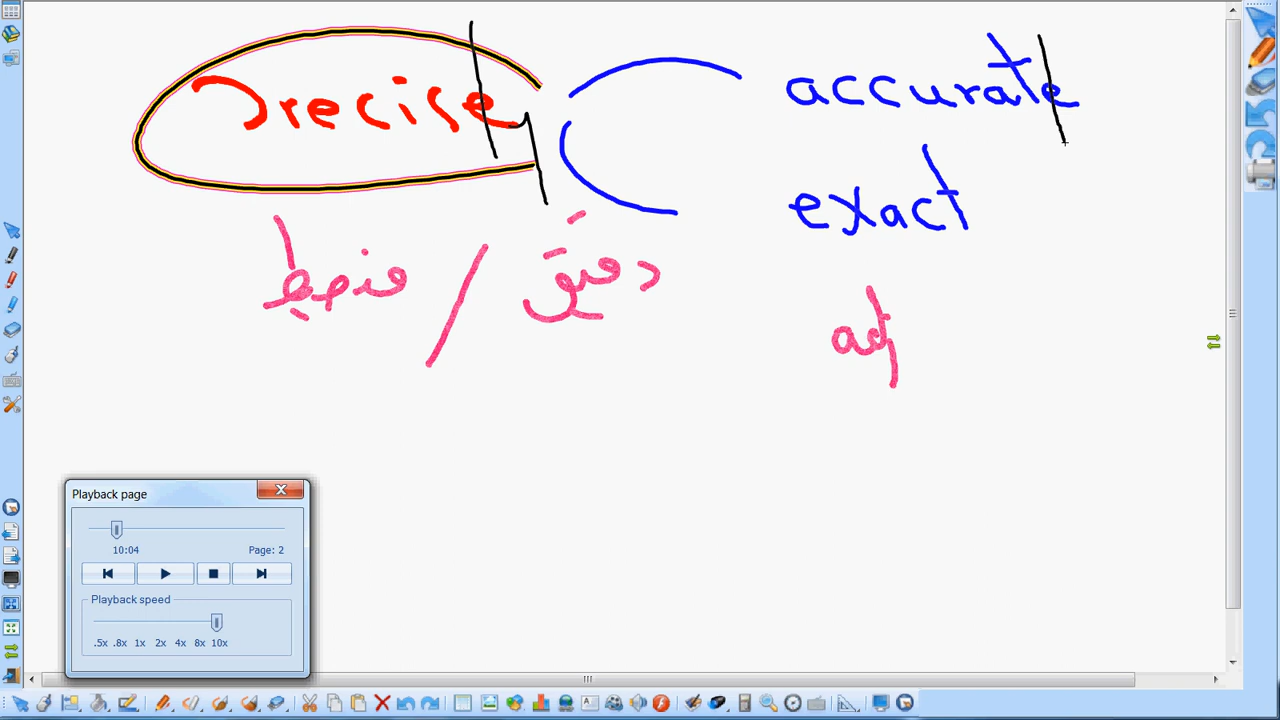 precise y accurate
exact
دقيق / منضبط
adj
Playback page
10:04 Page: 2
Playback speed
.5x .8x 1x 2x 4x 8x 10x